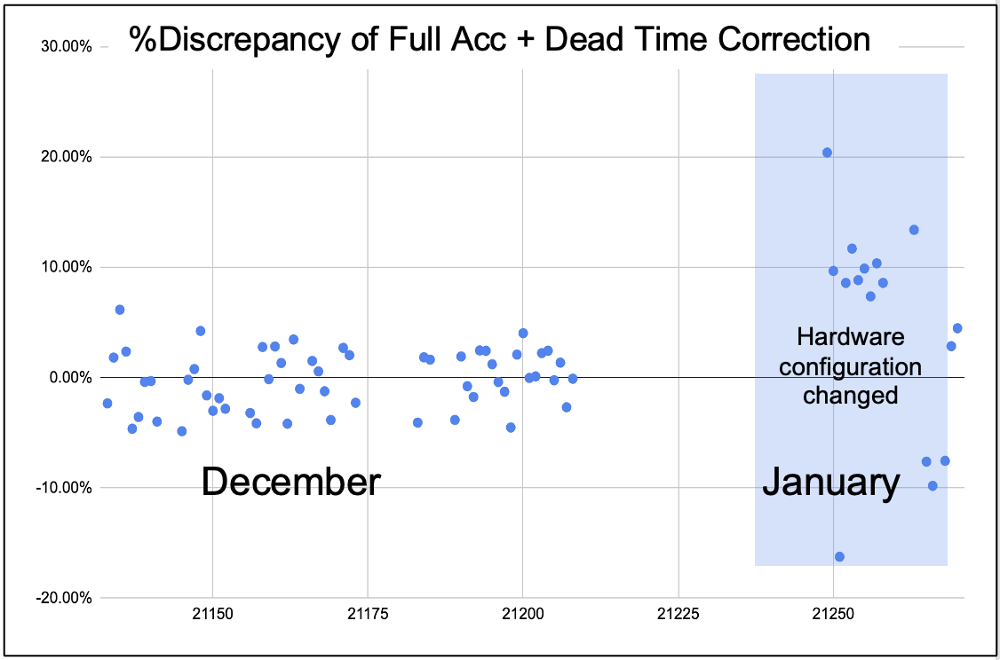 %Discrepancy of Full Acc + Dead Time Correction
30.00%
20.00%
10.00%
0.00%
-10.00%
-20.00%
Hardware
configuration
changed
December
January
21150
21175
21200
21225
21250